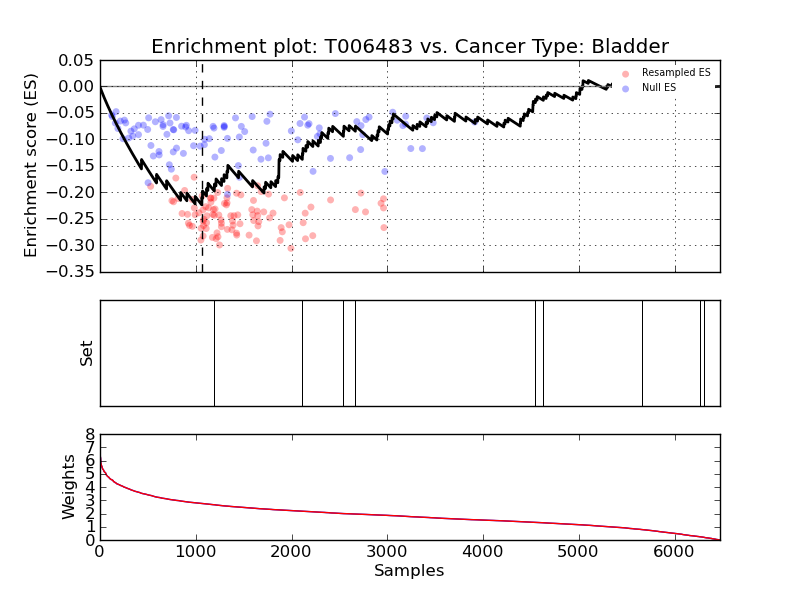 Enrichment plot: T006483 vs. Cancer Type: Bladder
Enrichment score (ES)
0.05
0.00
−0.05
−0.10
−0.15
−0.20
−0.25
−0.30
−0.35
Resampled ES
Null ES
Set
Weights
8
7
6
5
4
3
2
1
0
0 1000 2000 3000 4000 5000 6000
Samples